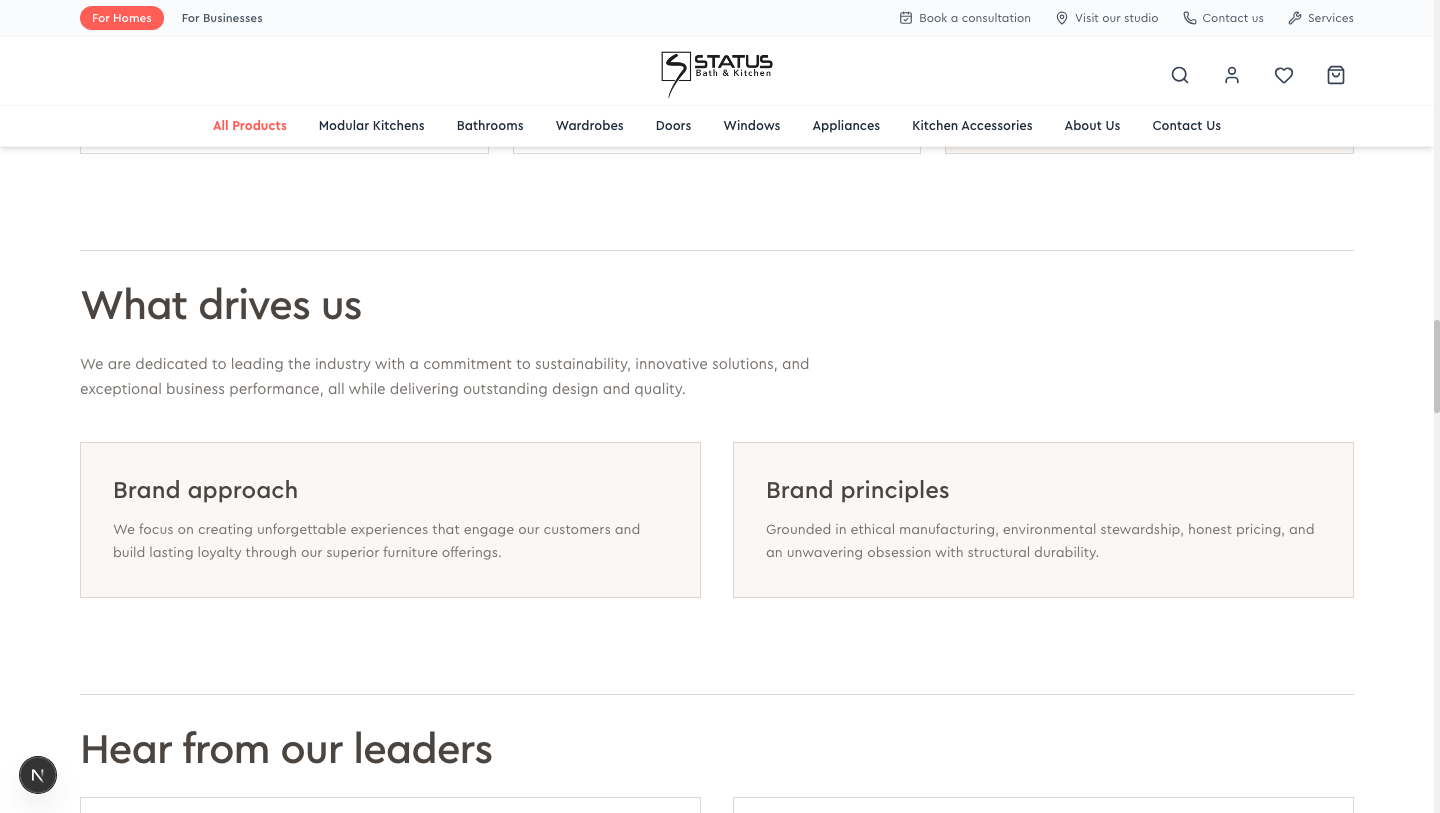 For Homes
For Businesses
Book a consultation
Visit our studio
Contact us
Services
STATUS
Bath & Kitchen
All Products
Modular Kitchens
Bathrooms
Wardrobes
Doors
Windows
Appliances
Kitchen Accessories
About Us
Contact Us
What drives us
We are dedicated to leading the industry with a commitment to sustainability, innovative solutions, and
exceptional business performance, all while delivering outstanding design and quality.
Brand approach
We focus on creating unforgettable experiences that engage our customers and
build lasting loyalty through our superior furniture offerings.
Brand principles
Grounded in ethical manufacturing, environmental stewardship, honest pricing, and
an unwavering obsession with structural durability.
Hear from our leaders
N